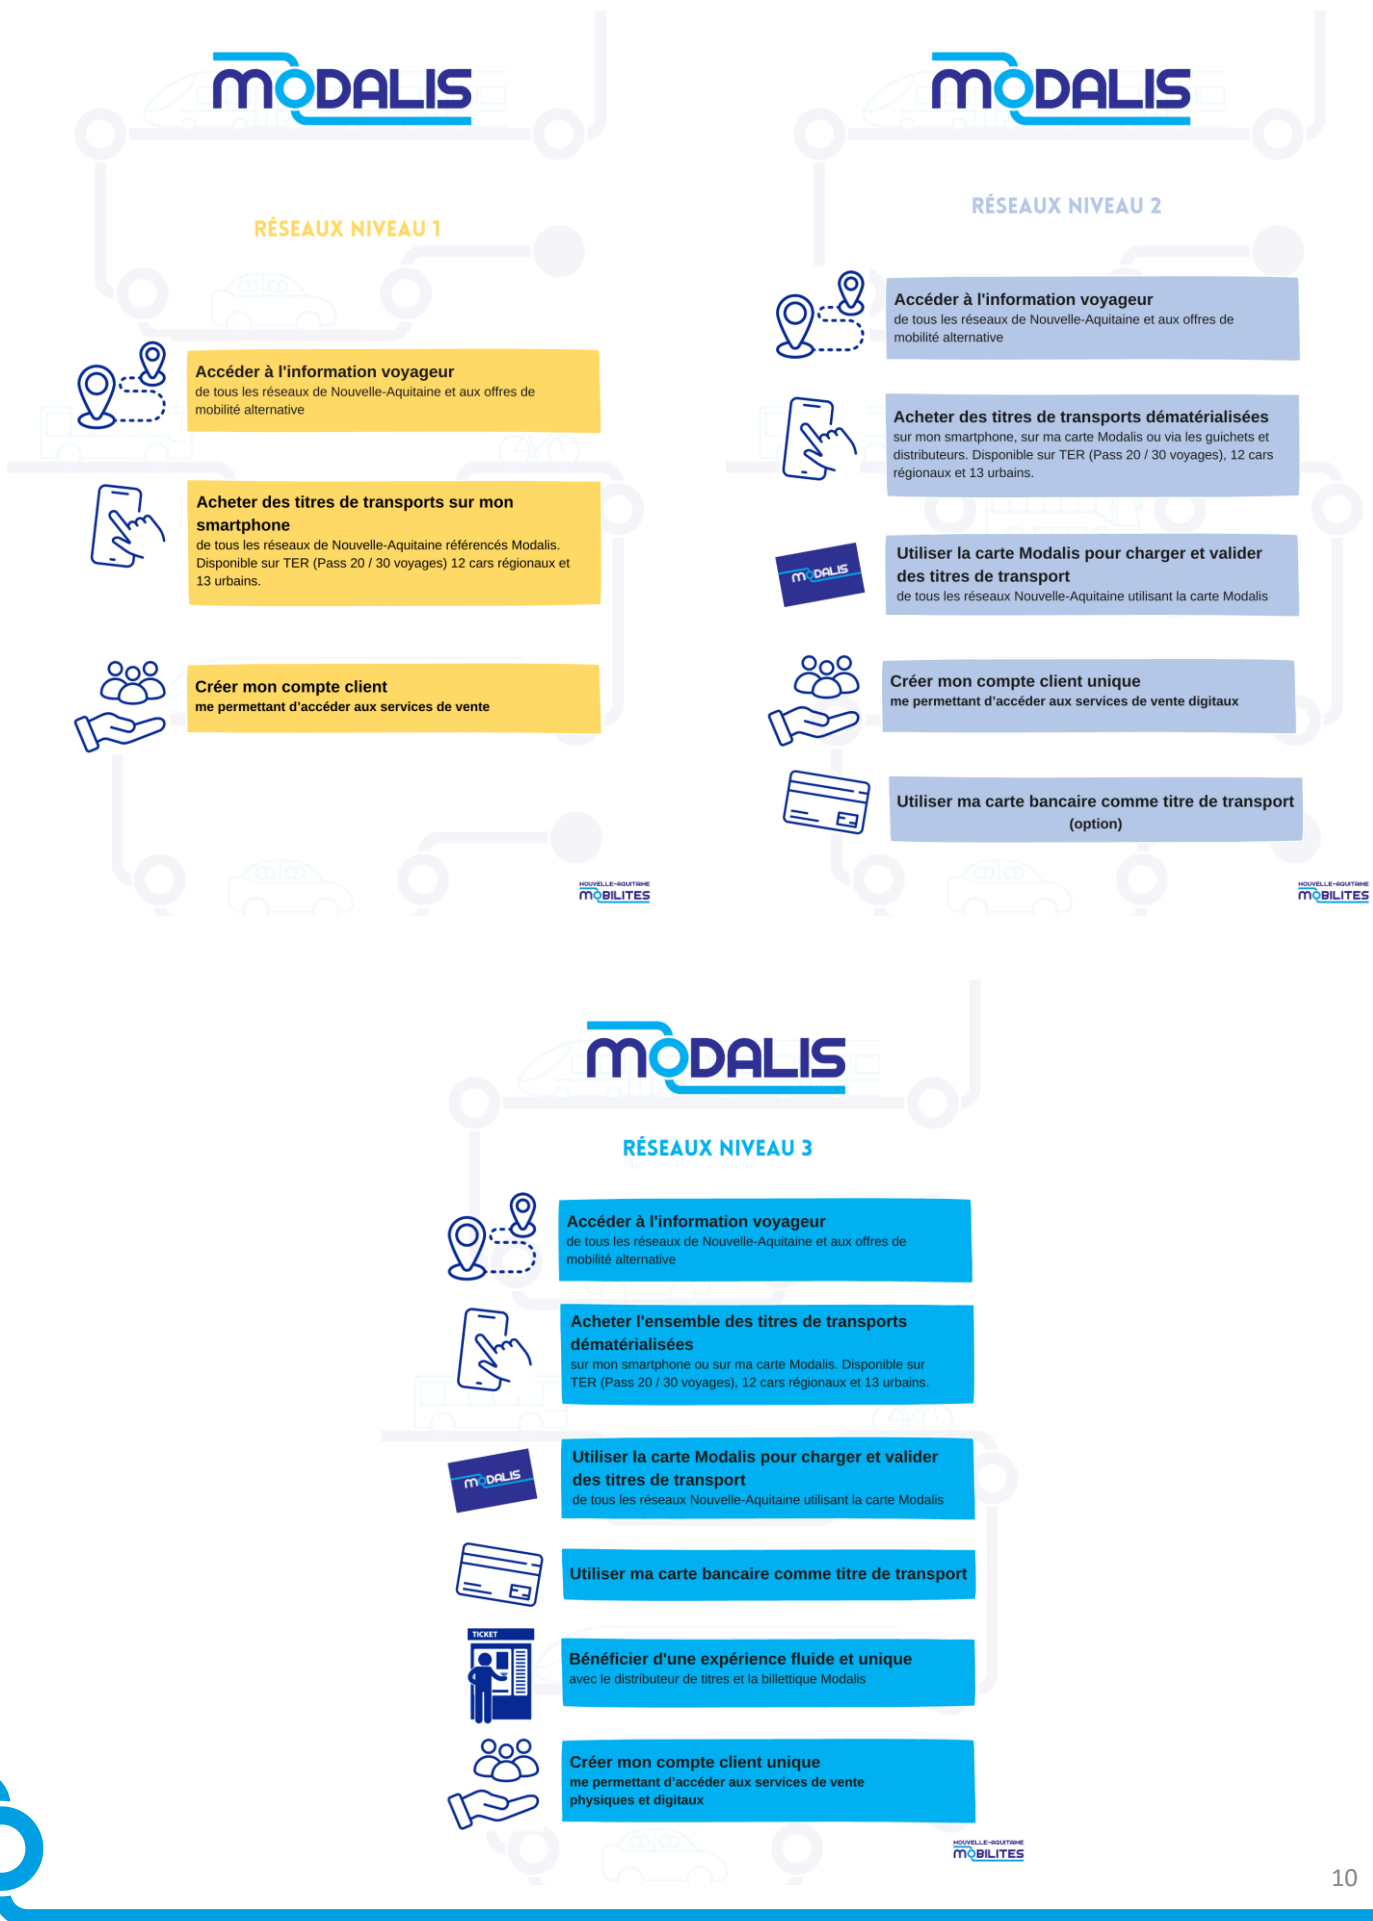 MODALIS
RÉSEAUX NIVEAU 1
Accéder à l'information voyageur
de tous les réseaux de Nouvelle-Aquitaine et aux offres de
mobilité alternative
Acheter des titres de transports sur mon
smartphone
de tous les réseaux de Nouvelle-Aquitaine référencés Modalis.
Disponible sur TER (Pass 20 / 30 voyages) 12 cars régionaux et
13 urbains.
Créer mon compte client
me permettant d'accéder aux services de vente
NOUVELLE-AQUITAINE
MOBILITES
MODALIS
RÉSEAUX NIVEAU 2
Accéder à l'information voyageur
de tous les réseaux de Nouvelle-Aquitaine et aux offres de
mobilité alternative
Acheter des titres de transports dématérialisées
sur mon smartphone, sur ma carte Modalis ou via les guichets et
distributeurs. Disponible sur TER (Pass 20 / 30 voyages), 12 cars
régionaux et 13 urbains.
MODALIS
Utiliser la carte Modalis pour charger et valider
des titres de transport
de tous les réseaux Nouvelle-Aquitaine utilisant la carte Modalis
Créer mon compte client unique
me permettant d'accéder aux services de vente digitaux
Utiliser ma carte bancaire comme titre de transport
(option)
NOUVELLE-AQUITAINE
MOBILITES
MODALIS
RÉSEAUX NIVEAU 3
Accéder à l'information voyageur
de tous les réseaux de Nouvelle-Aquitaine et aux offres de
mobilité alternative
Acheter l'ensemble des titres de transports
dématérialisées
sur mon smartphone ou sur ma carte Modalis. Disponible sur
TER (Pass 20 / 30 voyages), 12 cars régionaux et 13 urbains.
MODALIS
Utiliser la carte Modalis pour charger et valider
des titres de transport
de tous les réseaux Nouvelle-Aquitaine utilisant la carte Modalis
Utiliser ma carte bancaire comme titre de transport
TICKET
Bénéficier d'une expérience fluide et unique
avec le distributeur de titres et la billettique Modalis
Créer mon compte client unique
me permettant d'accéder aux services de vente
physiques et digitaux
NOUVELLE-AQUITAINE
MOBILITES
10